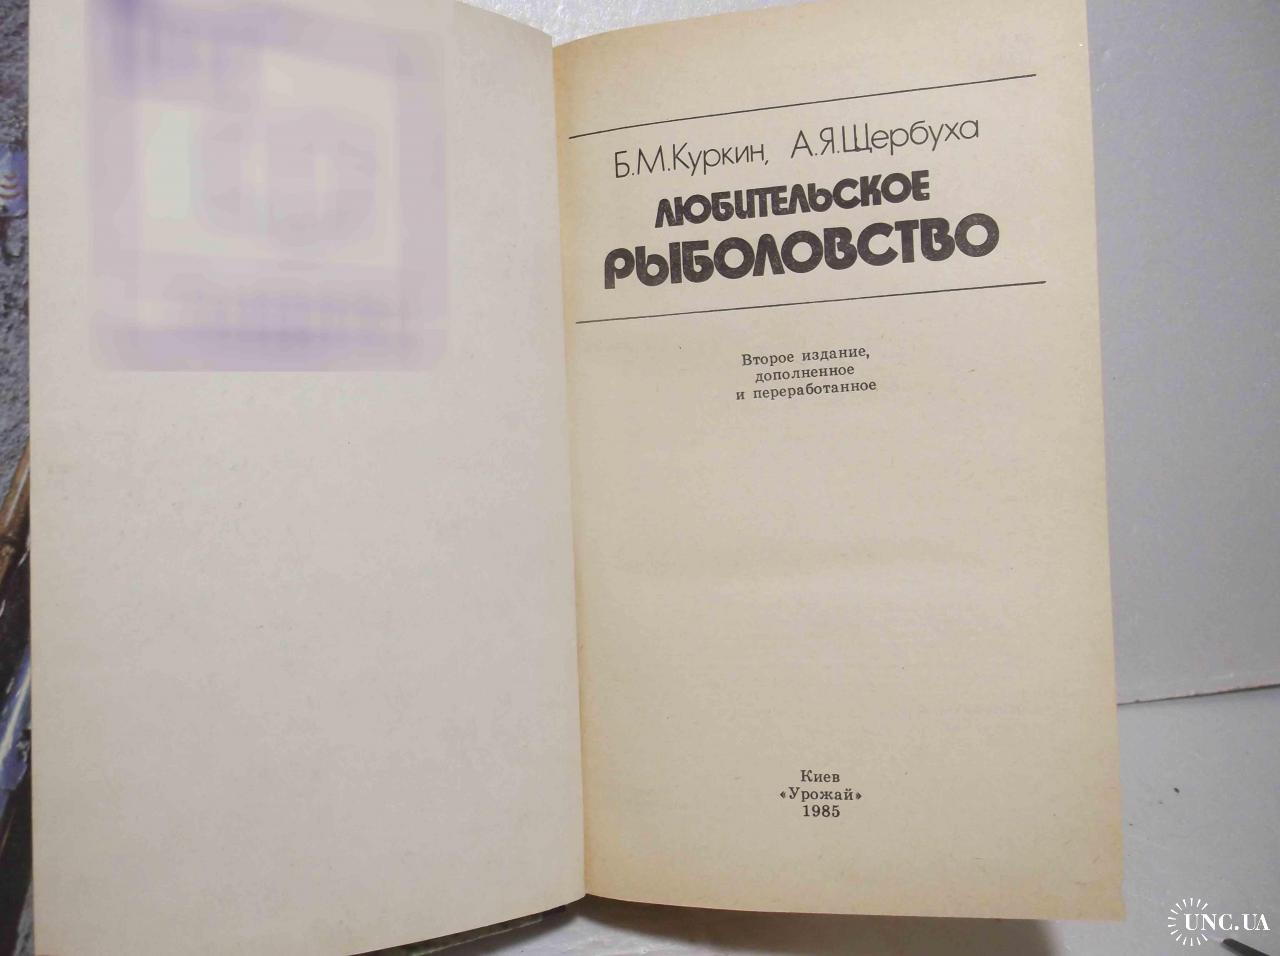 Б.М.Куркин, А.Я.Щербуха
ЛЮБИТЕЛЬСКОЕ
РЫБОЛОВСТВО
Второе издание,
дополненное
и переработанное
Киев
«Урожай»
1985
UNC.UA